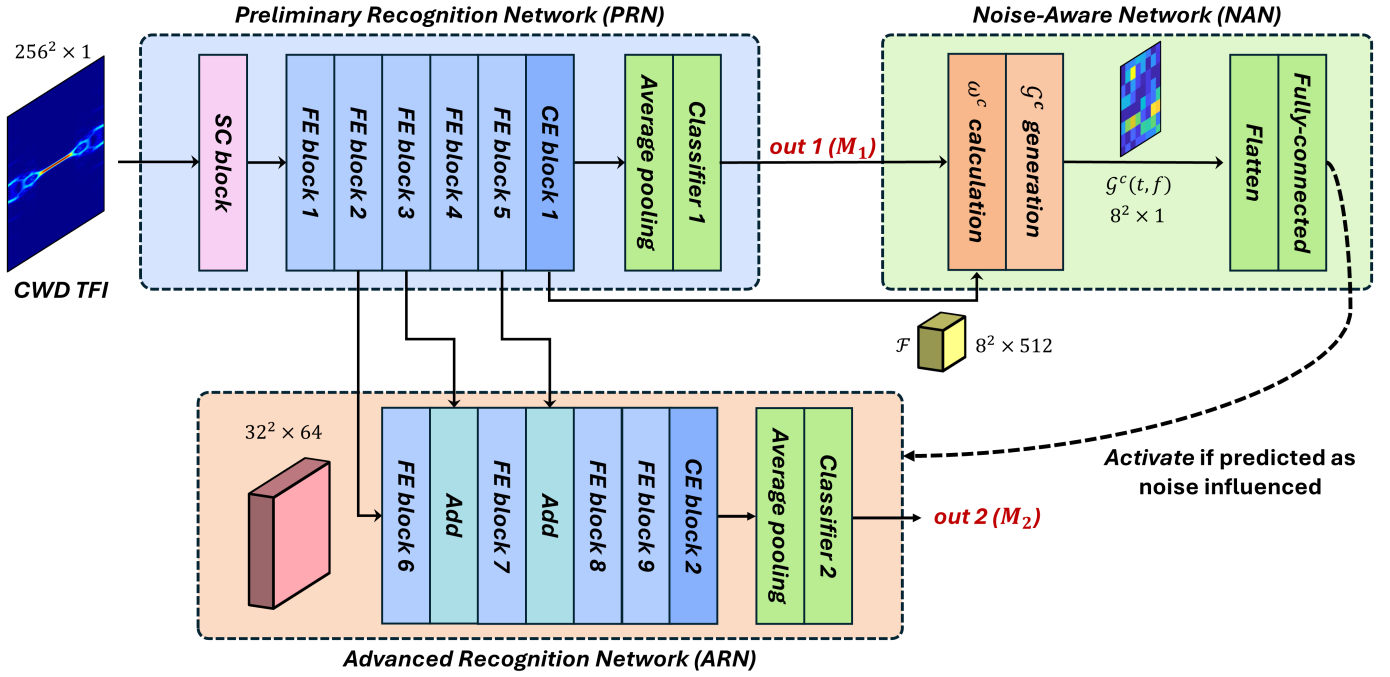 Preliminary Recognition Network (PRN)
Noise-Aware Network (NAN)
256² × 1
CWD TFI
SC block
FE block 1
FE block 2
FE block 3
FE block 4
FE block 5
CE block 1
Average pooling
Classifier 1
out 1 (M₁)
ωᶜ calculation
𝒢ᶜ generation
𝒢ᶜ(t, f)
8² × 1
Flatten
Fully-connected
ℱ
8² × 512
32² × 64
FE block 6
Add
FE block 7
Add
FE block 8
FE block 9
CE block 2
Average pooling
Classifier 2
out 2 (M₂)
Activate if predicted as
noise influenced
Advanced Recognition Network (ARN)